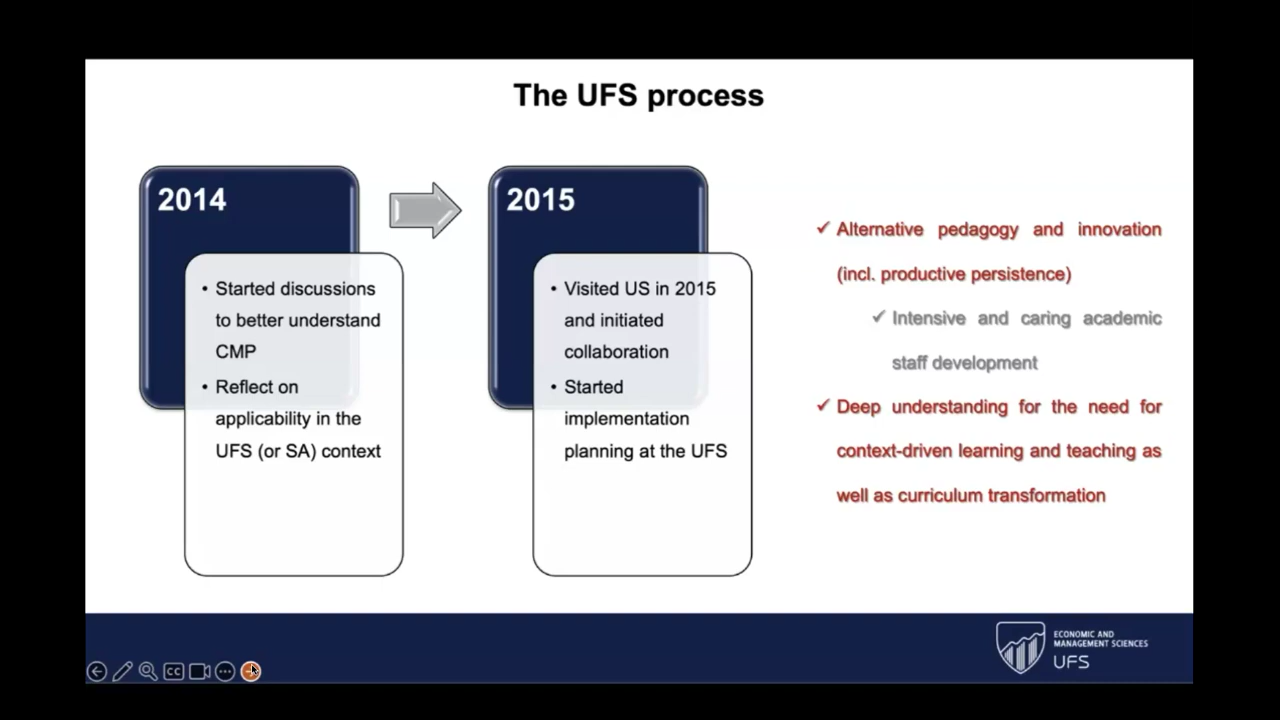 The UFS process
2014
• Started discussions
to better understand
CMP
• Reflect on
applicability in the
UFS (or SA) context
2015
• Visited US in 2015
and initiated
collaboration
• Started
implementation
planning at the UFS
✓ Alternative pedagogy and innovation
(incl. productive persistence)
✓ Intensive and caring academic
staff development
✓ Deep understanding for the need for
context-driven learning and teaching as
well as curriculum transformation
CC
ECONOMIC AND
MANAGEMENT SCIENCES
UFS